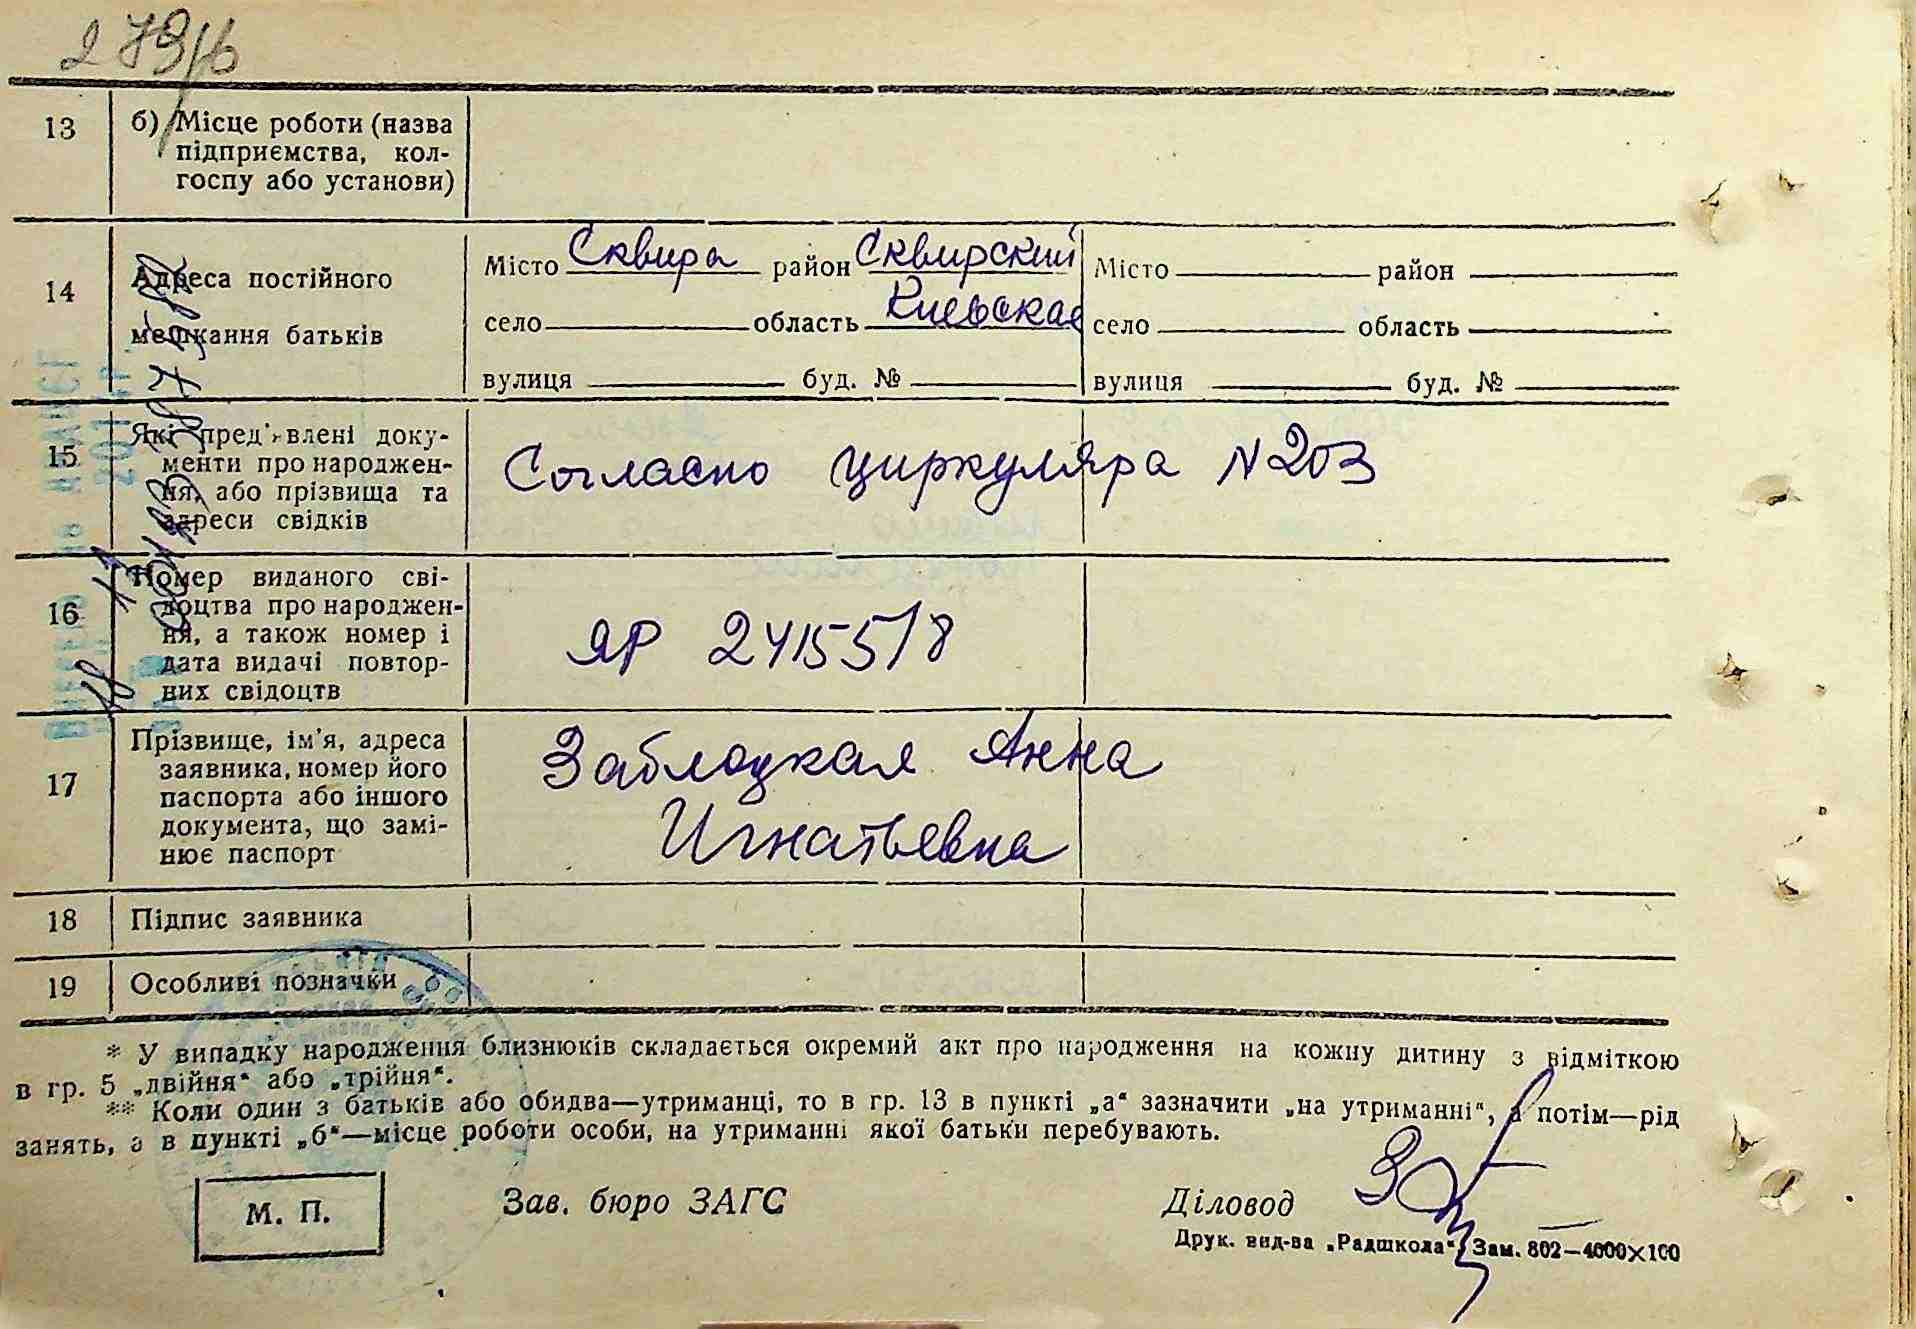 279/б
13 б) Місце роботи (назва
підприємства, кол-
госпу або установи)
14 Адреса постійного
мешкання батьків
Місто Сквира район Сквирский
село область Киевская
вулиця буд. №
Місто район
село область
вулиця буд. №
15 Які пред'явлені доку-
менти про народжен-
ня, або прізвища та
адреси свідків
Согласно циркуляра N 203
16 Номер виданого сві-
доцтва про народжен-
ня, а також номер і
дата видачі повтор-
них свідоцтв
ЯР 2415518
17 Прізвище, ім'я, адреса
заявника, номер його
паспорта або іншого
документа, що замі-
нює паспорт
Заблоцкая Анна
Игнатьевна
18 Підпис заявника
19 Особливі позначки
* У випадку народження близнюків складається окремий акт про народження на кожну дитину з відміткою
в гр. 5 „двійня“ або „трійня“.
** Коли один з батьків або обидва—утриманці, то в гр. 13 в пункті „а“ зазначити „на утриманні“, а потім—рід
занять, а в пункті „б“—місце роботи особи, на утриманні якої батьки перебувають.
М. П.
Зав. бюро ЗАГС
Діловод
Друк. вид-ва „Радшкола“, Зам. 802—4000×100